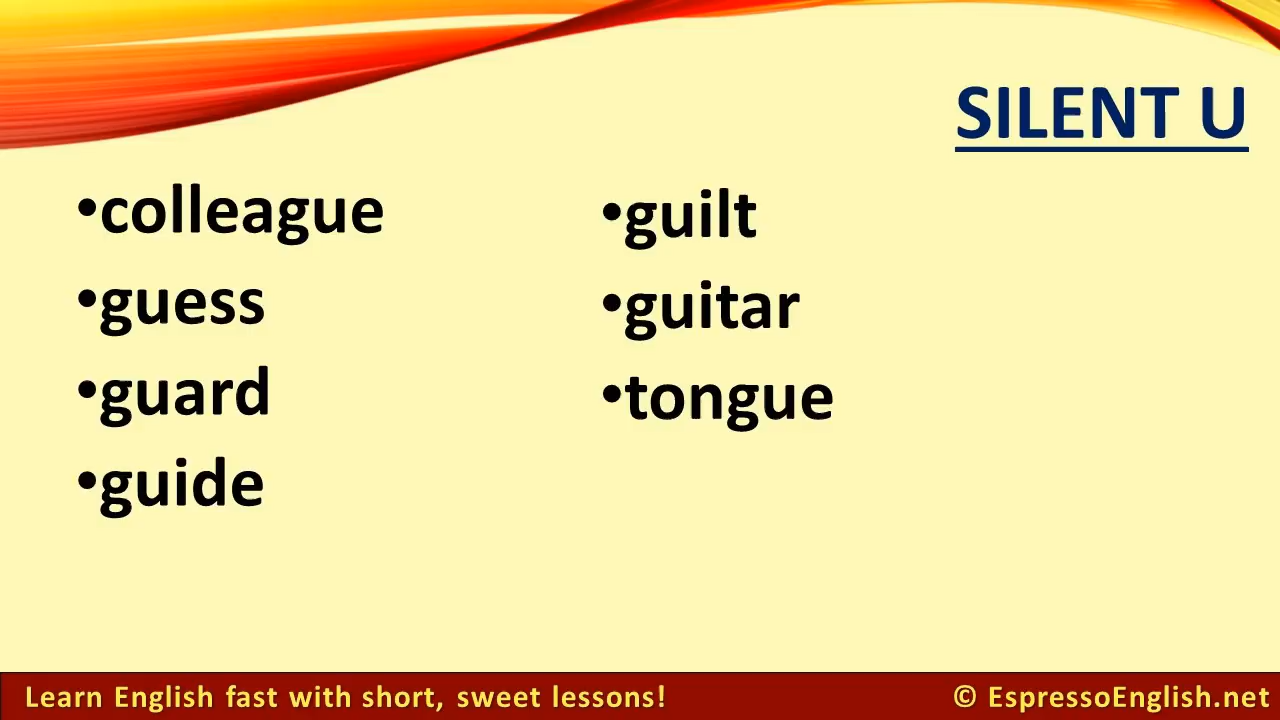 SILENT U
•colleague
•guess
•guard
•guide
•guilt
•guitar
•tongue
Learn English fast with short, sweet lessons!
© EspressoEnglish.net